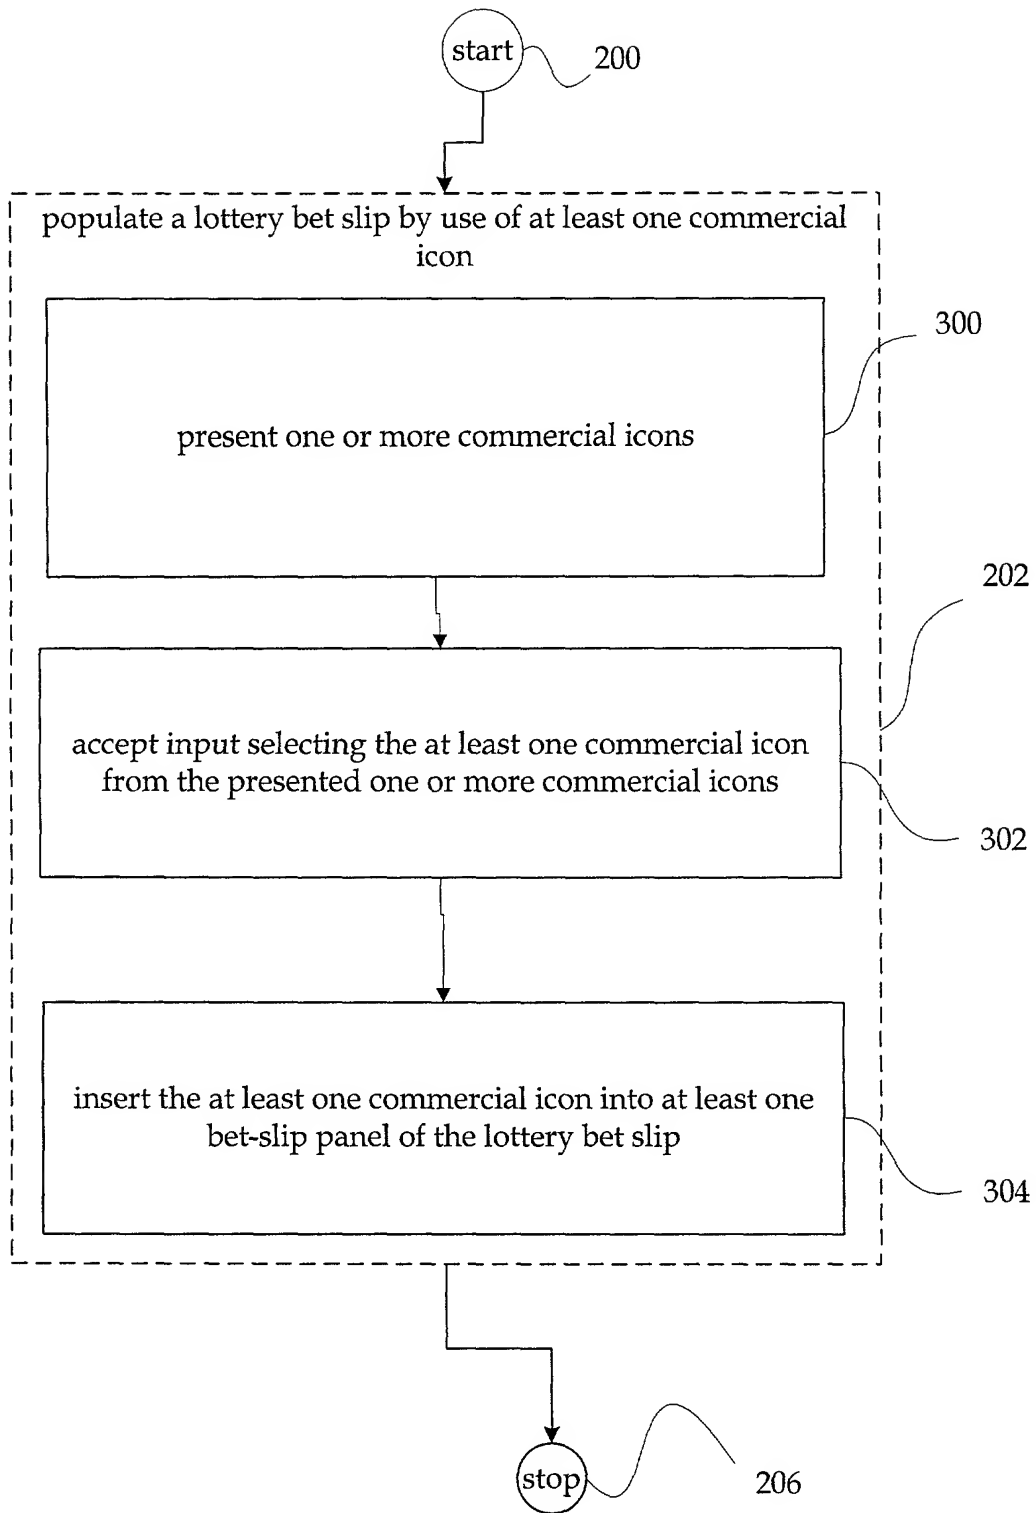 start
200
populate a lottery bet slip by use of at least one commercial
icon
300
present one or more commercial icons
202
accept input selecting the at least one commercial icon
from the presented one or more commercial icons
302
insert the at least one commercial icon into at least one
bet-slip panel of the lottery bet slip
304
stop
206